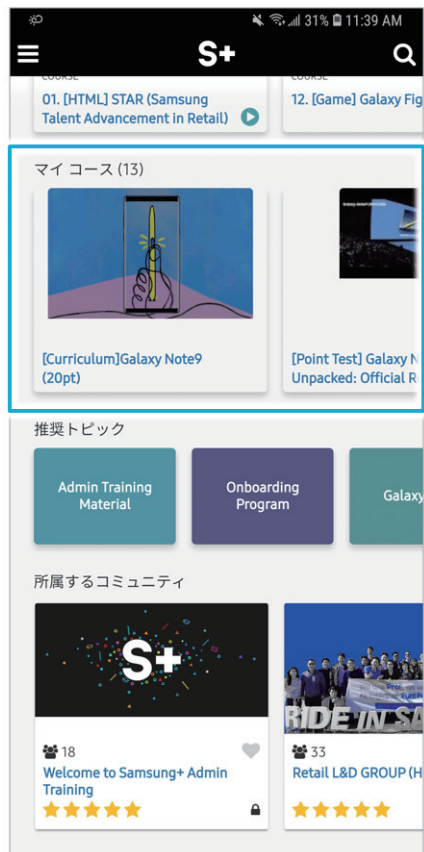 31% 11:39 AM
S+
COURSE
01. [HTML] STAR (Samsung
Talent Advancement in Retail)
COURSE
12. [Game] Galaxy Fig
マイ コース (13)
[Curriculum]Galaxy Note9
(20pt)
[Point Test] Galaxy N
Unpacked: Official R
推奨トピック
Admin Training
Material
Onboarding
Program
Galaxy
所属するコミュニティ
S+
18
Welcome to Samsung+ Admin
Training
RIDE IN SA
33
Retail L&D GROUP (H